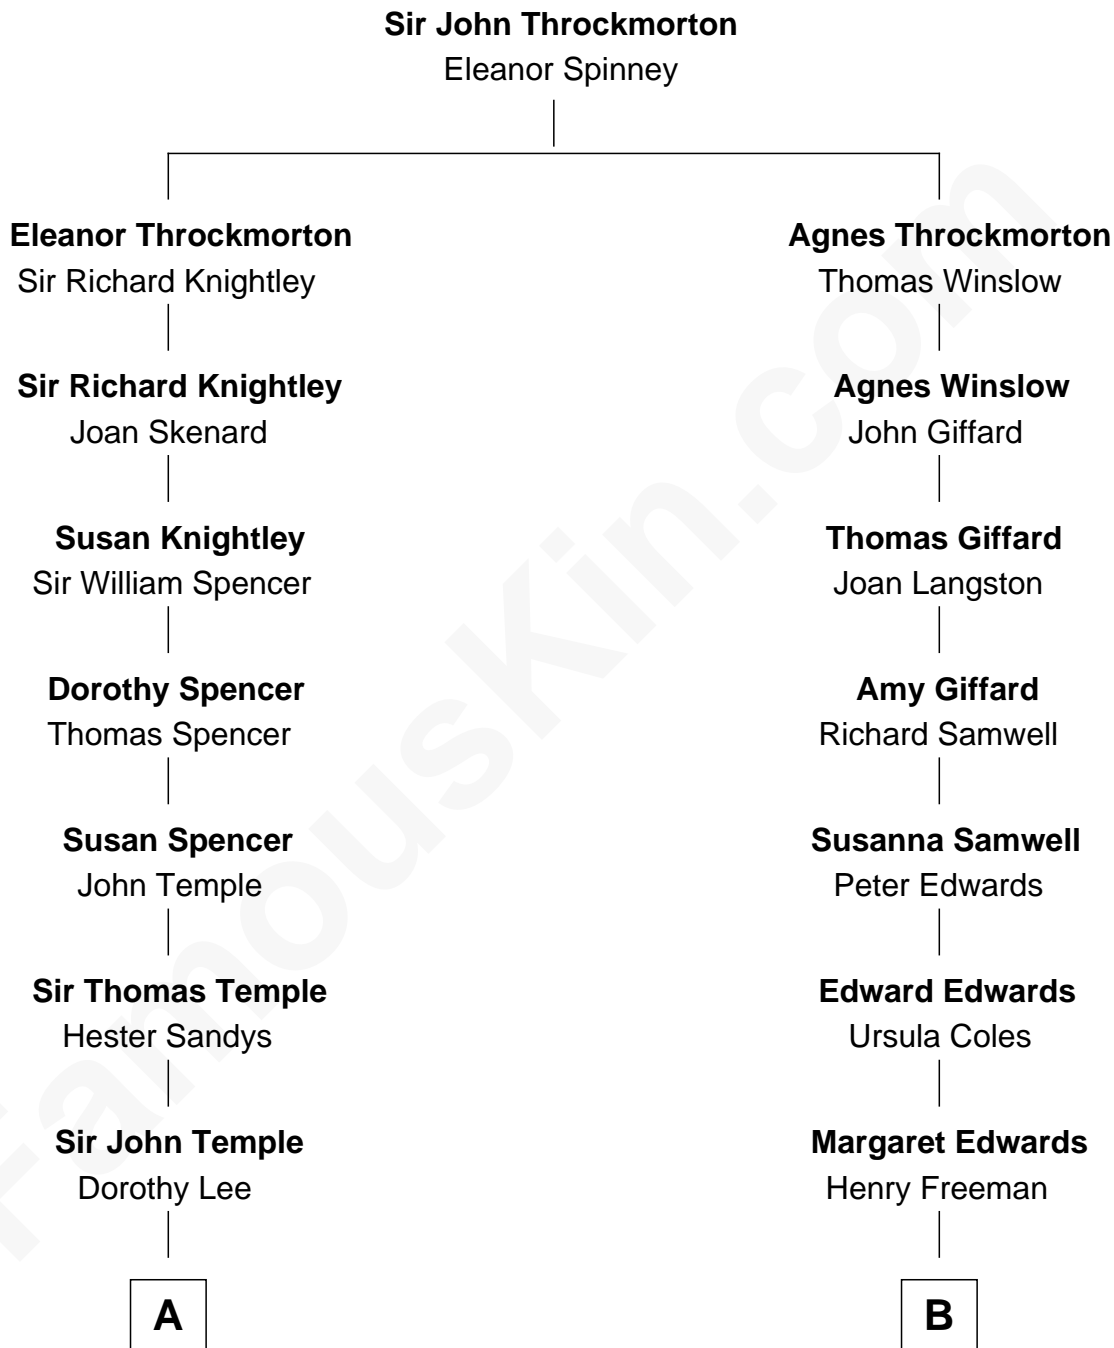 Sir John Throckmorton
Eleanor Spinney
Eleanor Throckmorton
Sir Richard Knightley
Sir Richard Knightley
Joan Skenard
Susan Knightley
Sir William Spencer
Dorothy Spencer
Thomas Spencer
Susan Spencer
John Temple
Sir Thomas Temple
Hester Sandys
Sir John Temple
Dorothy Lee
A
Agnes Throckmorton
Thomas Winslow
Agnes Winslow
John Giffard
Thomas Giffard
Joan Langston
Amy Giffard
Richard Samwell
Susanna Samwell
Peter Edwards
Edward Edwards
Ursula Coles
Margaret Edwards
Henry Freeman
B
FamousKin.com